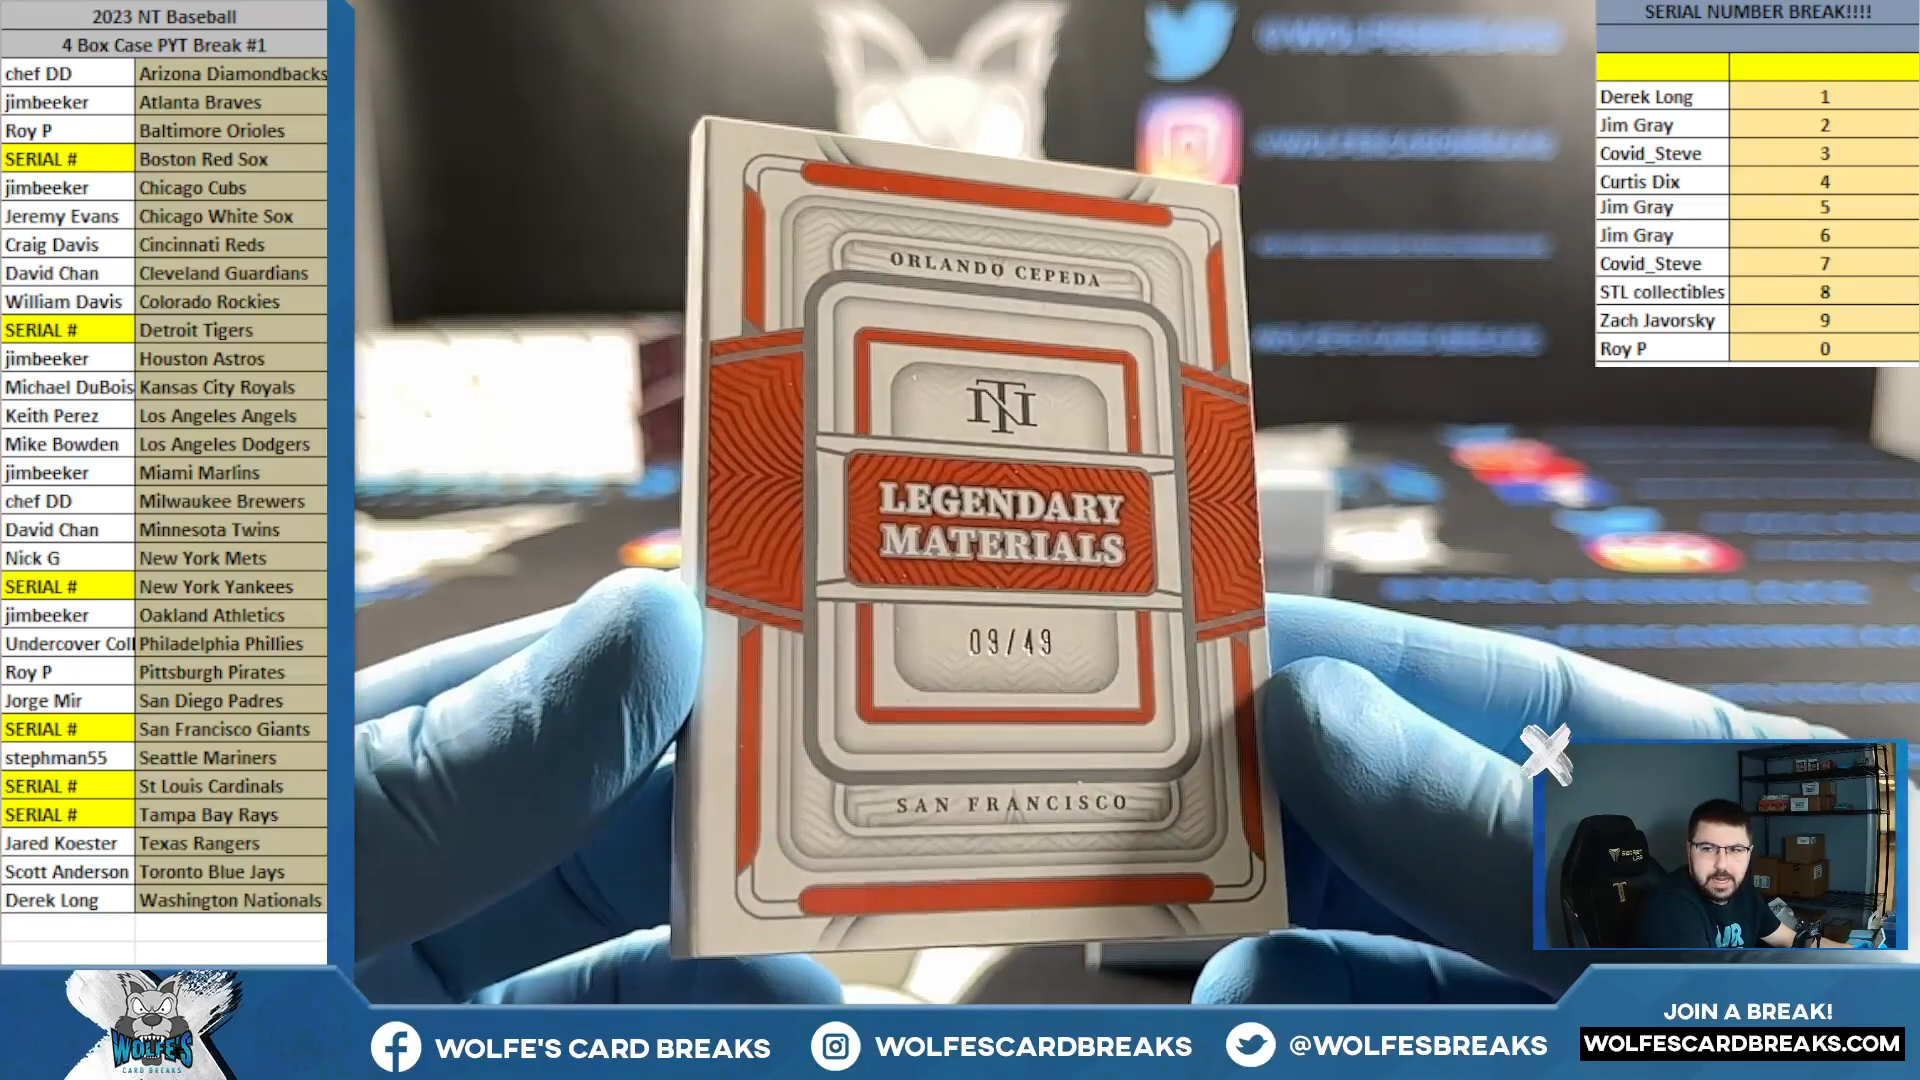 2023 NT Baseball
4 Box Case PYT Break #1
chef DD Arizona Diamondbacks
jimbeeker Atlanta Braves
Roy P Baltimore Orioles
SERIAL # Boston Red Sox
jimbeeker Chicago Cubs
Jeremy Evans Chicago White Sox
Craig Davis Cincinnati Reds
David Chan Cleveland Guardians
William Davis Colorado Rockies
SERIAL # Detroit Tigers
jimbeeker Houston Astros
Michael DuBois Kansas City Royals
Keith Perez Los Angeles Angels
Mike Bowden Los Angeles Dodgers
jimbeeker Miami Marlins
chef DD Milwaukee Brewers
David Chan Minnesota Twins
Nick G New York Mets
SERIAL # New York Yankees
jimbeeker Oakland Athletics
Undercover Coll Philadelphia Phillies
Roy P Pittsburgh Pirates
Jorge Mir San Diego Padres
SERIAL # San Francisco Giants
stephman55 Seattle Mariners
SERIAL # St Louis Cardinals
SERIAL # Tampa Bay Rays
Jared Koester Texas Rangers
Scott Anderson Toronto Blue Jays
Derek Long Washington Nationals
ORLANDO CEPEDA
NT
LEGENDARY
MATERIALS
09/49
SAN FRANCISCO
SERIAL NUMBER BREAK!!!!
Derek Long 1
Jim Gray 2
Covid_Steve 3
Curtis Dix 4
Jim Gray 5
Jim Gray 6
Covid_Steve 7
STL collectibles 8
Zach Javorsky 9
Roy P 0
WOLFE'S
CARD BREAKS
WOLFE'S CARD BREAKS
WOLFESCARDBREAKS
@WOLFESBREAKS
JOIN A BREAK!
WOLFESCARDBREAKS.COM